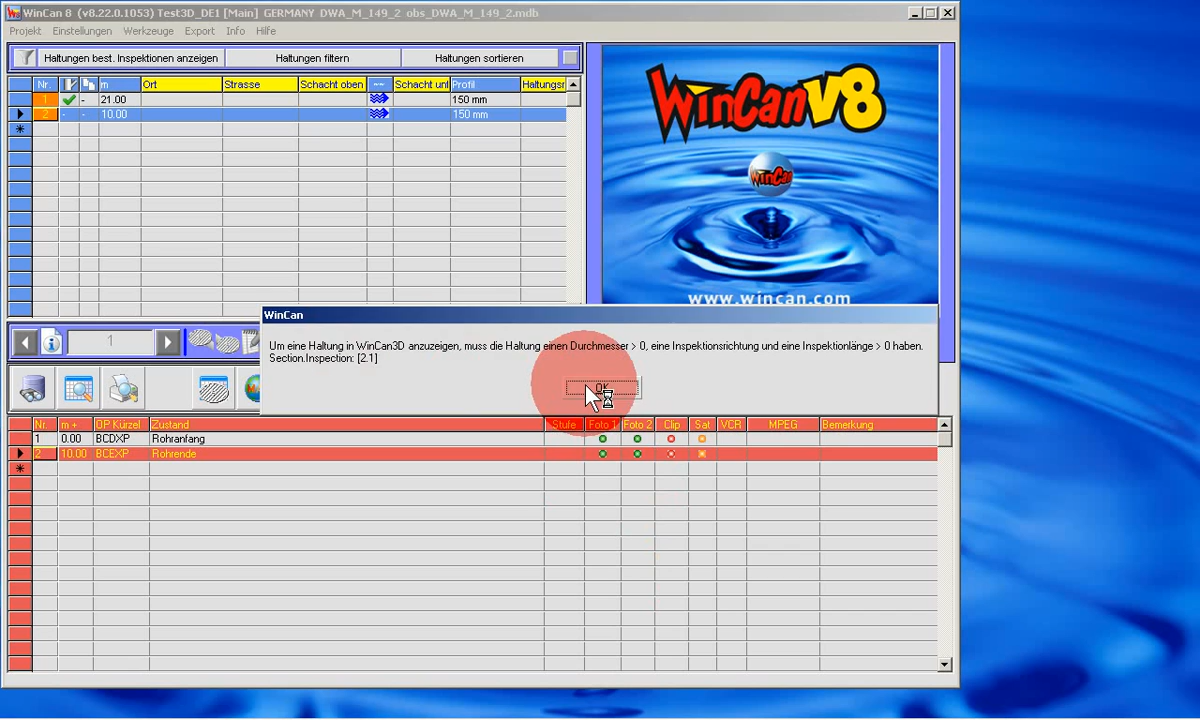 WinCan 8 (v8.22.0.1053) Test3D_DE1 [Main] GERMANY DWA_M_149_2 obs_DWA_M_149_2.mdb
Projekt Einstellungen Werkzeuge Export Info Hilfe
Haltungen best. Inspektionen anzeigen Haltungen filtern Haltungen sortieren
Nr. m Ort Strasse Schacht oben ~~ Schacht unt Profil Haltungsr
1 - 21.00 150 mm
2 - - 10.00 150 mm
WinCanV8
WinCan
www.wincan.com
WinCan
1
Um eine Haltung in WinCan3D anzuzeigen, muss die Haltung einen Durchmesser > 0, eine Inspektionsrichtung und eine Inspektionlänge > 0 haben.
Section.Inspection: [2.1]
OK
Nr. m + OP Kürzel Zustand Stufe Foto 1 Foto 2 Clip Sat VCR MPEG Bemerkung
1 0.00 BCDXP Rohranfang
2 10.00 BCEXP Rohrende